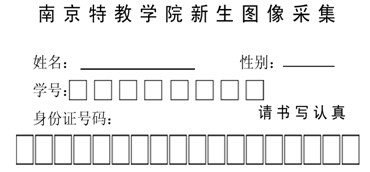 南京特教学院新生图像采集
姓名： 性别：
学号：
请书写认真
身份证号码：